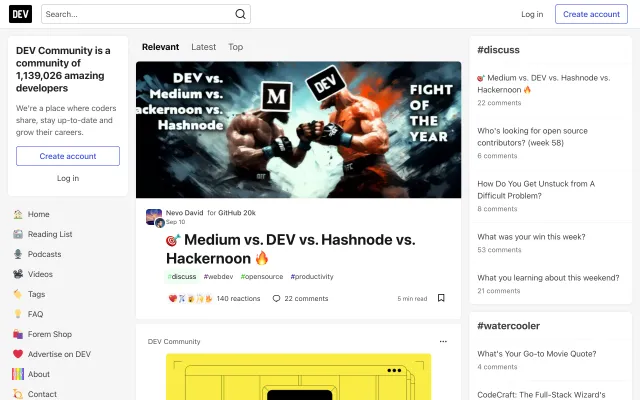 DEV
Search...
Log in
Create account
DEV Community is a
community of
1,139,026 amazing
developers
We're a place where coders
share, stay up-to-date and
grow their careers.
Create account
Log in
Home
Reading List
Podcasts
Videos
Tags
FAQ
Forem Shop
Advertise on DEV
About
Contact
Relevant
Latest
Top
DEV vs.
Medium vs.
ackernoon vs.
Hashnode
M
DEV
FIGHT
OF
THE
YEAR
Nevo David for GitHub 20k
Sep 10
🎯 Medium vs. DEV vs. Hashnode vs.
Hackernoon 🔥
#discuss #webdev #opensource #productivity
140 reactions
22 comments
5 min read
DEV Community
#discuss
🎯 Medium vs. DEV vs. Hashnode vs.
Hackernoon 🔥
22 comments
Who's looking for open source
contributors? (week 58)
6 comments
How Do You Get Unstuck from A
Difficult Problem?
8 comments
What was your win this week?
53 comments
What you learning about this weekend?
21 comments
#watercooler
What's Your Go-to Movie Quote?
4 comments
CodeCraft: The Full-Stack Wizard's